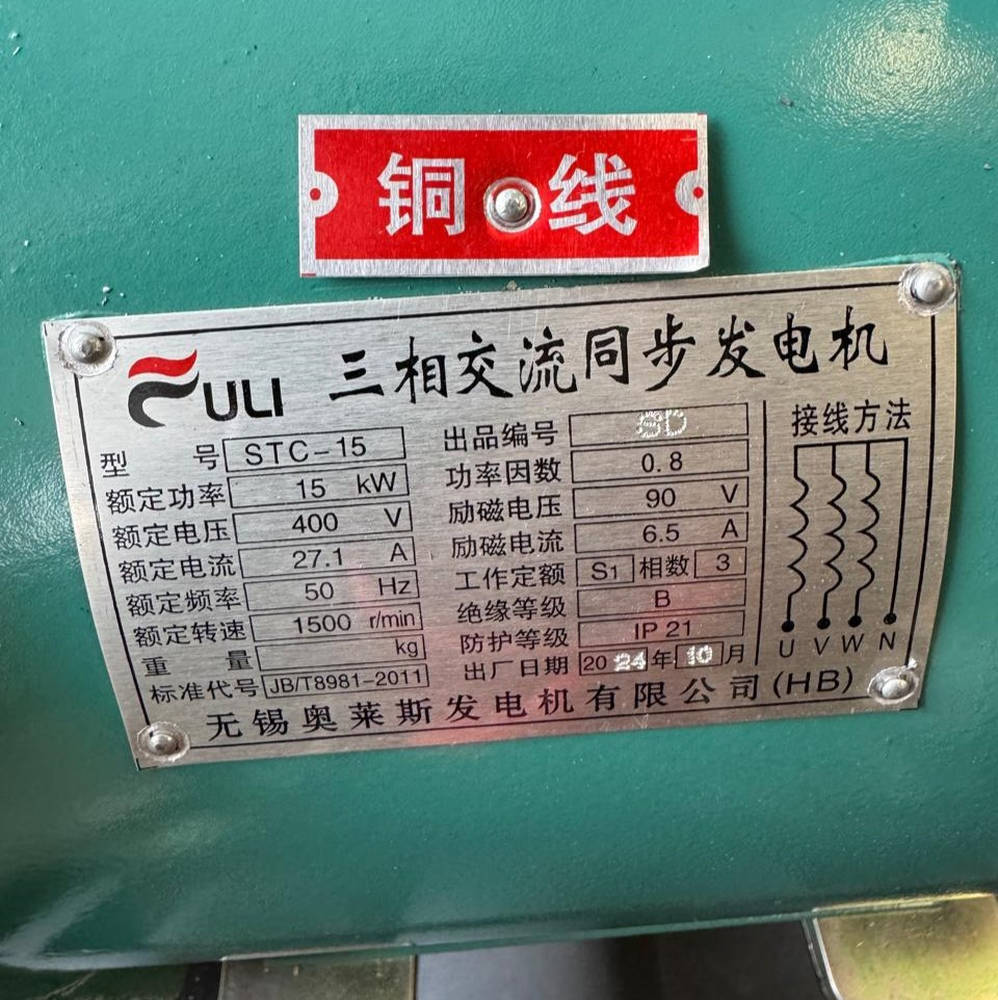 铜线
FULI 三相交流同步发电机
型号 STC-15 出品编号 SD
额定功率 15 kW 功率因数 0.8
额定电压 400 V 励磁电压 90 V
额定电流 27.1 A 励磁电流 6.5 A
额定频率 50 Hz 工作定额 S1 相数 3
额定转速 1500 r/min 绝缘等级 B
重量 kg 防护等级 IP 21
标准代号 JB/T8981-2011 出厂日期 2024年10月
接线方法
U V W N
无锡奥莱斯发电机有限公司(HB)